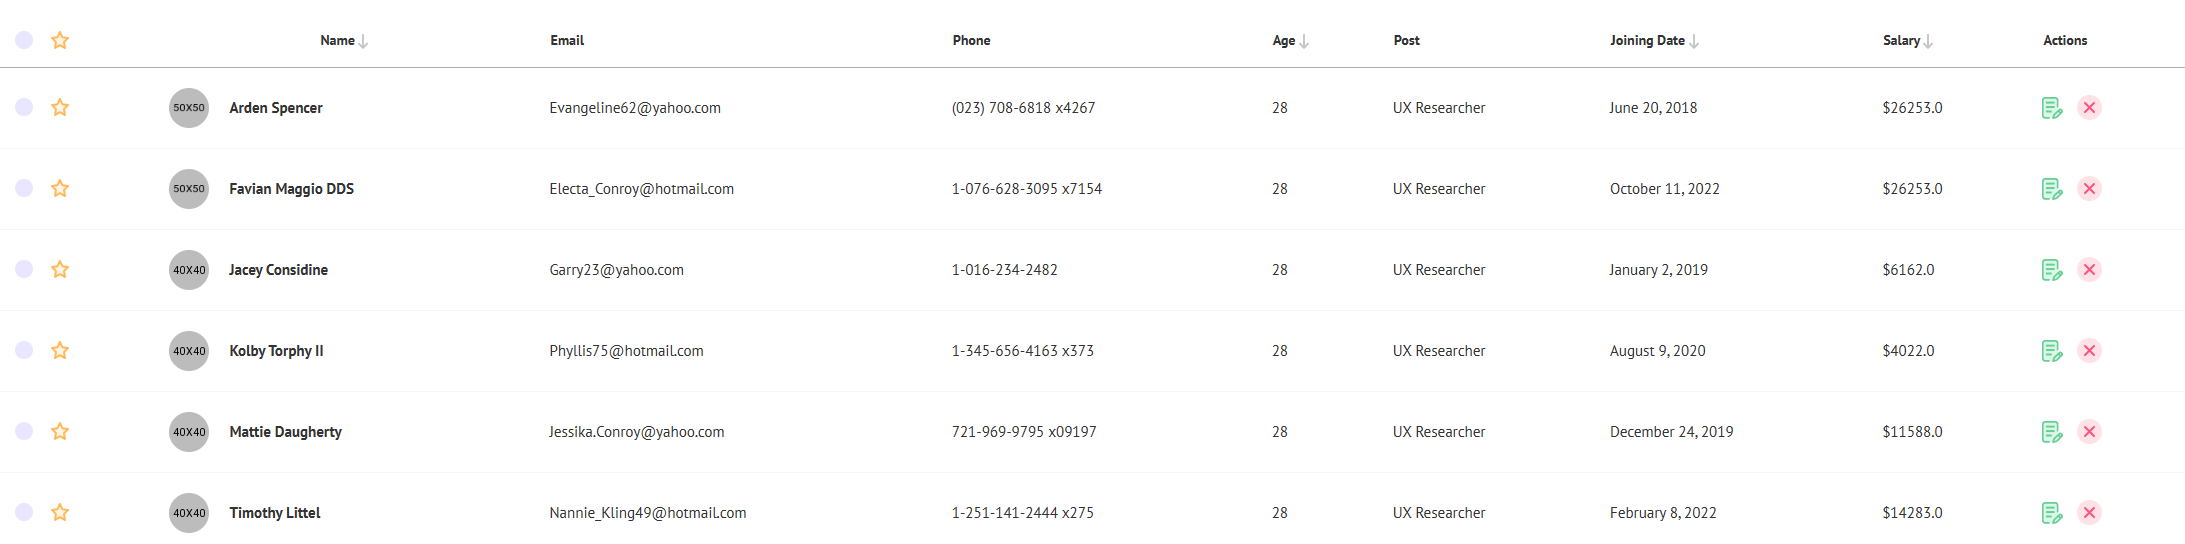 Name Email Phone Age Post Joining Date Salary Actions
50X50 Arden Spencer Evangeline62@yahoo.com (023) 708-6818 x4267 28 UX Researcher June 20, 2018 $26253.0
50X50 Favian Maggio DDS Electa_Conroy@hotmail.com 1-076-628-3095 x7154 28 UX Researcher October 11, 2022 $26253.0
40X40 Jacey Considine Garry23@yahoo.com 1-016-234-2482 28 UX Researcher January 2, 2019 $6162.0
40X40 Kolby Torphy II Phyllis75@hotmail.com 1-345-656-4163 x373 28 UX Researcher August 9, 2020 $4022.0
40X40 Mattie Daugherty Jessika.Conroy@yahoo.com 721-969-9795 x09197 28 UX Researcher December 24, 2019 $11588.0
40X40 Timothy Littel Nannie_Kling49@hotmail.com 1-251-141-2444 x275 28 UX Researcher February 8, 2022 $14283.0